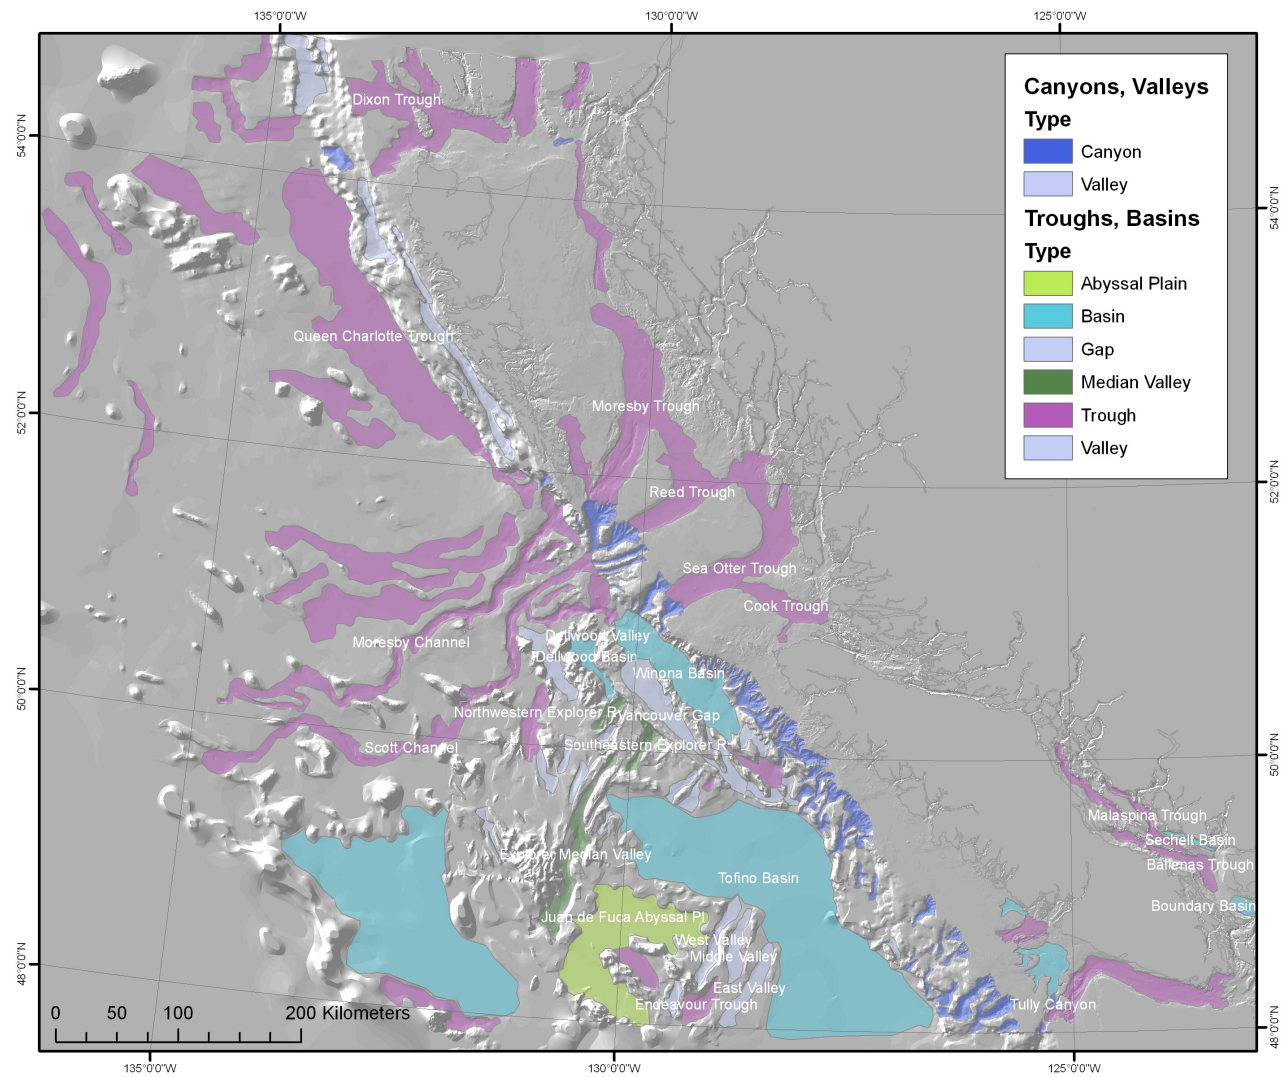 135°0'0"W
130°0'0"W
125°0'0"W
54°0'0"N
52°0'0"N
50°0'0"N
48°0'0"N
54°0'0"N
52°0'0"N
50°0'0"N
48°0'0"N
Canyons, Valleys
Type
Canyon
Valley
Troughs, Basins
Type
Abyssal Plain
Basin
Gap
Median Valley
Trough
Valley
Dixon Trough
Queen Charlotte Trough
Moresby Trough
Reed Trough
Sea Otter Trough
Cook Trough
Moresby Channel
Dellwood Valley
Dellwood Basin
Winona Basin
Northwestern Explorer R
Vancouver Gap
Scott Channel
Southeastern Explorer R
Malaspina Trough
Sechelt Basin
Ballenas Trough
Explorer Median Valley
Tofino Basin
Boundary Basin
Juan de Fuca Abyssal Pl
West Valley
Middle Valley
East Valley
Endeavour Trough
Tully Canyon
0 50 100 200 Kilometers
135°0'0"W
130°0'0"W
125°0'0"W